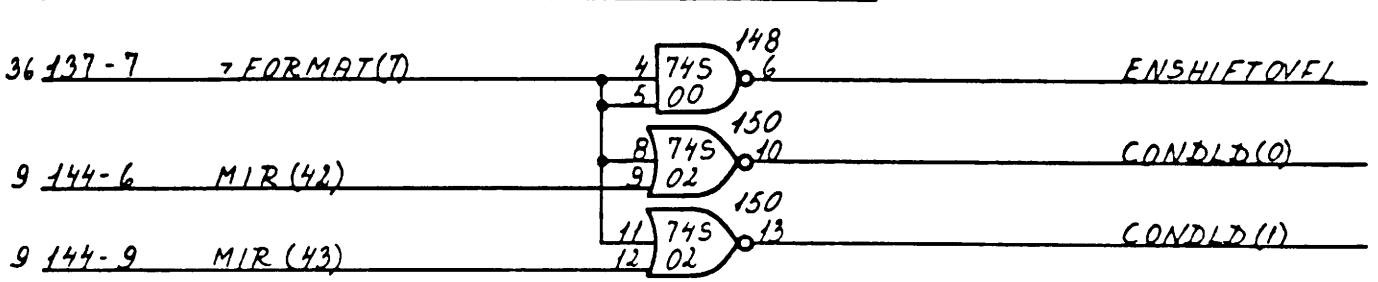 148
36 137-7 ¬ FORMAT(7) 4 74S 6 ENSHIFTOVFL
5 00
150
8 74S 10 CONDLD(0)
9 144-6 MIR(42) 9 02
150
11 74S 13 CONDLD(1)
9 144-9 MIR(43) 12 02